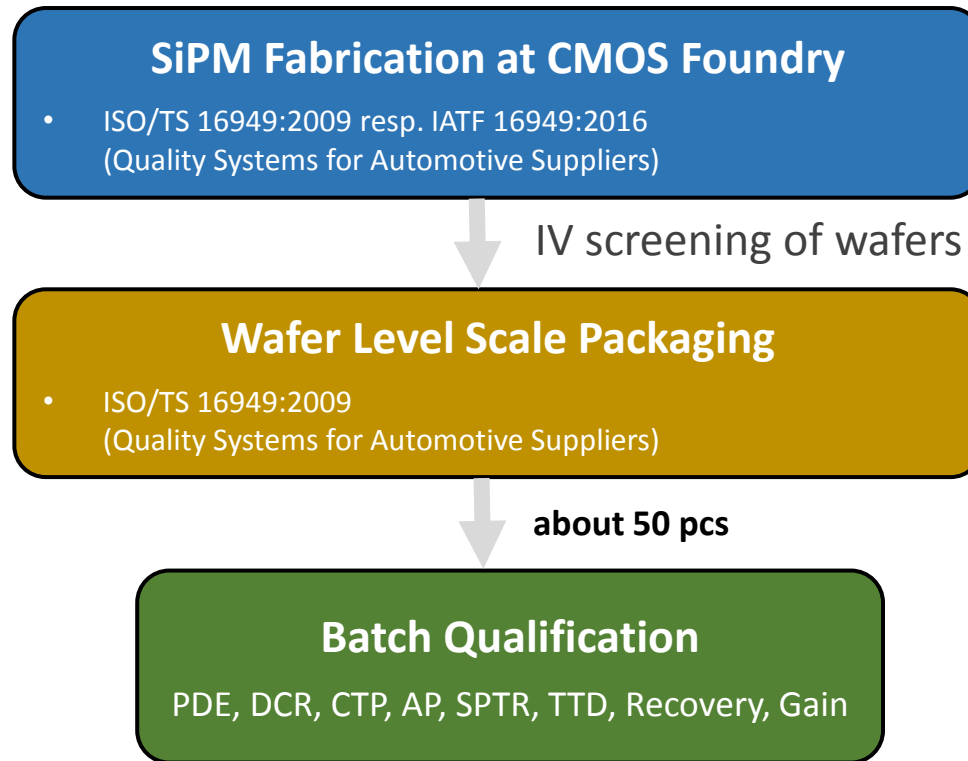 SiPM Fabrication at CMOS Foundry
• ISO/TS 16949:2009 resp. IATF 16949:2016
(Quality Systems for Automotive Suppliers)
IV screening of wafers
Wafer Level Scale Packaging
• ISO/TS 16949:2009
(Quality Systems for Automotive Suppliers)
about 50 pcs
Batch Qualification
PDE, DCR, CTP, AP, SPTR, TTD, Recovery, Gain